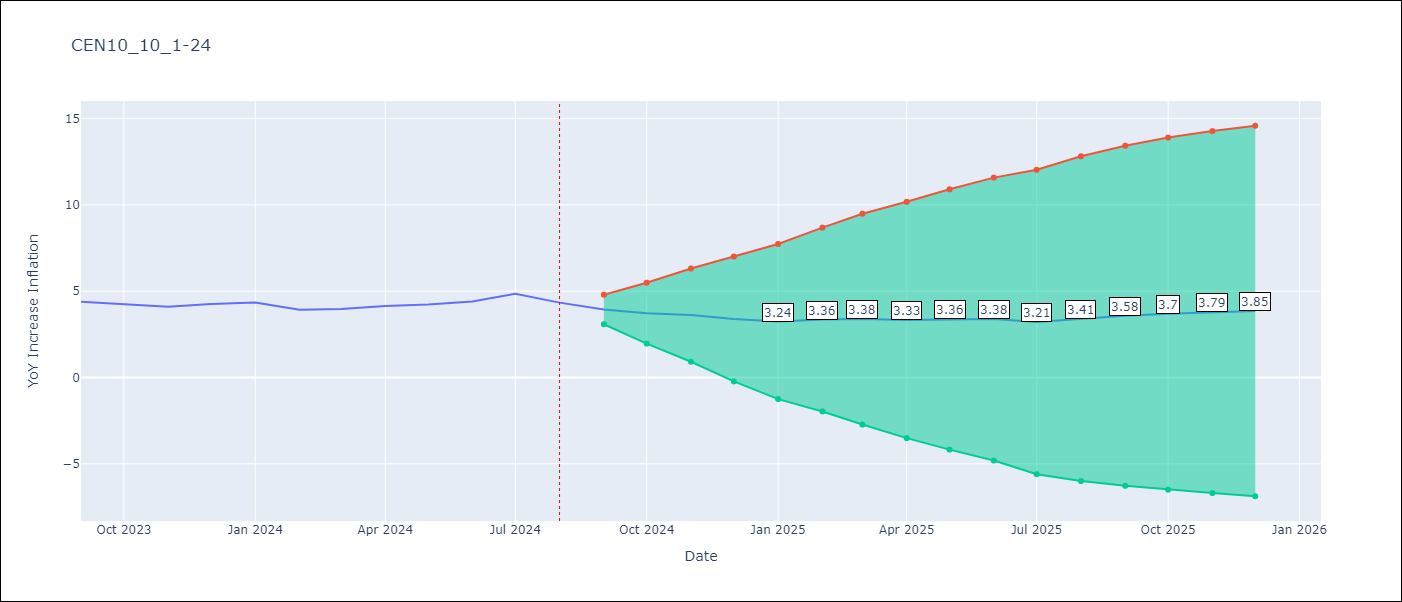 CEN10_10_1-24
YoY Increase Inflation
15
10
5
0
−5
3.24
3.36
3.38
3.33
3.36
3.38
3.21
3.41
3.58
3.7
3.79
3.85
Oct 2023
Jan 2024
Apr 2024
Jul 2024
Oct 2024
Jan 2025
Apr 2025
Jul 2025
Oct 2025
Jan 2026
Date